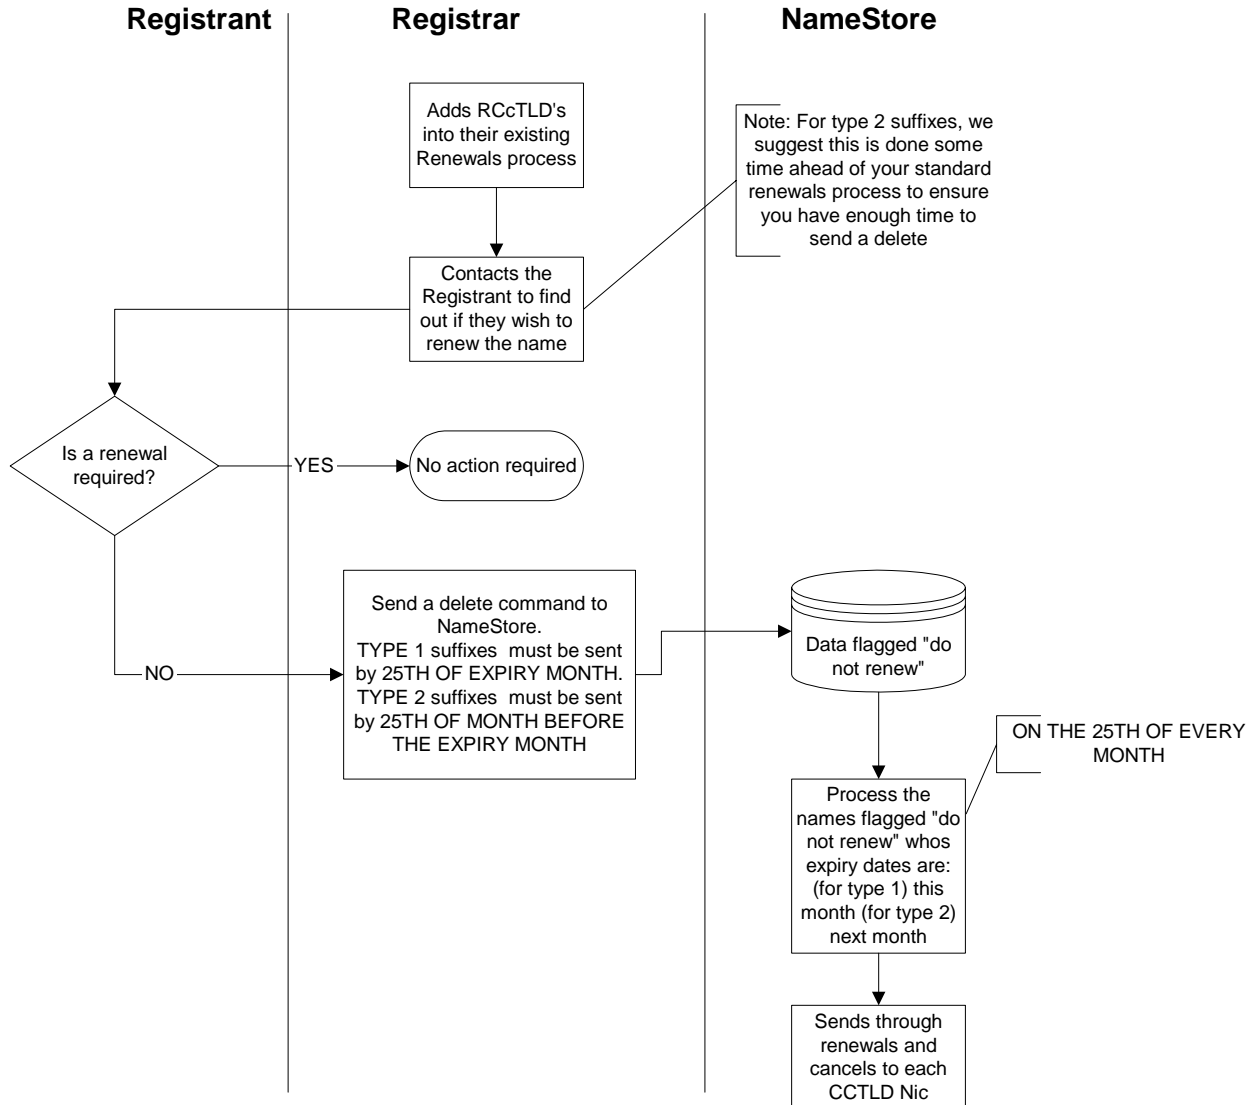 Registrant
Registrar
NameStore
Adds RCcTLD's
into their existing
Renewals process
Note: For type 2 suffixes, we
suggest this is done some
time ahead of your standard
renewals process to ensure
you have enough time to
send a delete
Contacts the
Registrant to find
out if they wish to
renew the name
Is a renewal
required?
YES
No action required
NO
Send a delete command to
NameStore.
TYPE 1 suffixes must be sent
by 25TH OF EXPIRY MONTH.
TYPE 2 suffixes must be sent
by 25TH OF MONTH BEFORE
THE EXPIRY MONTH
Data flagged "do
not renew"
ON THE 25TH OF EVERY
MONTH
Process the
names flagged "do
not renew" whos
expiry dates are:
(for type 1) this
month (for type 2)
next month
Sends through
renewals and
cancels to each
CCTLD Nic